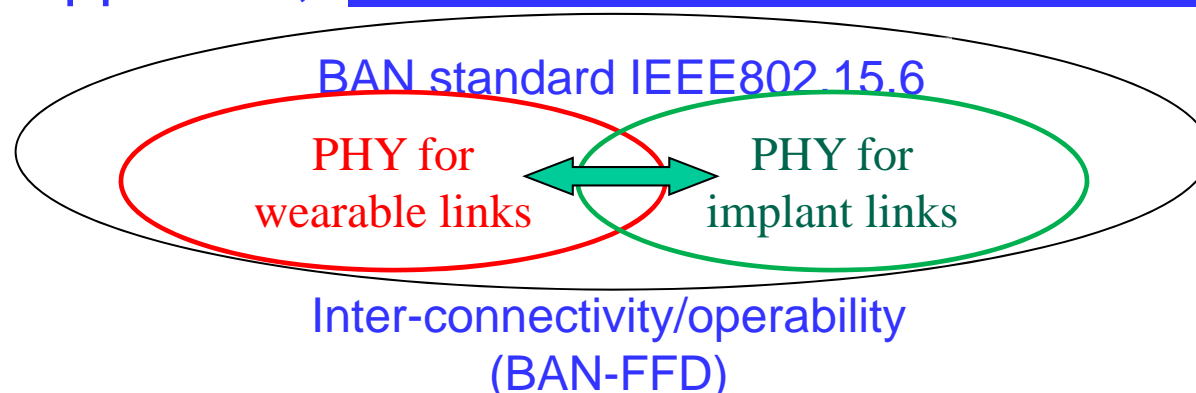 BAN standard IEEE802.15.6
PHY for
wearable links
PHY for
implant links
Inter-connectivity/operability
(BAN-FFD)